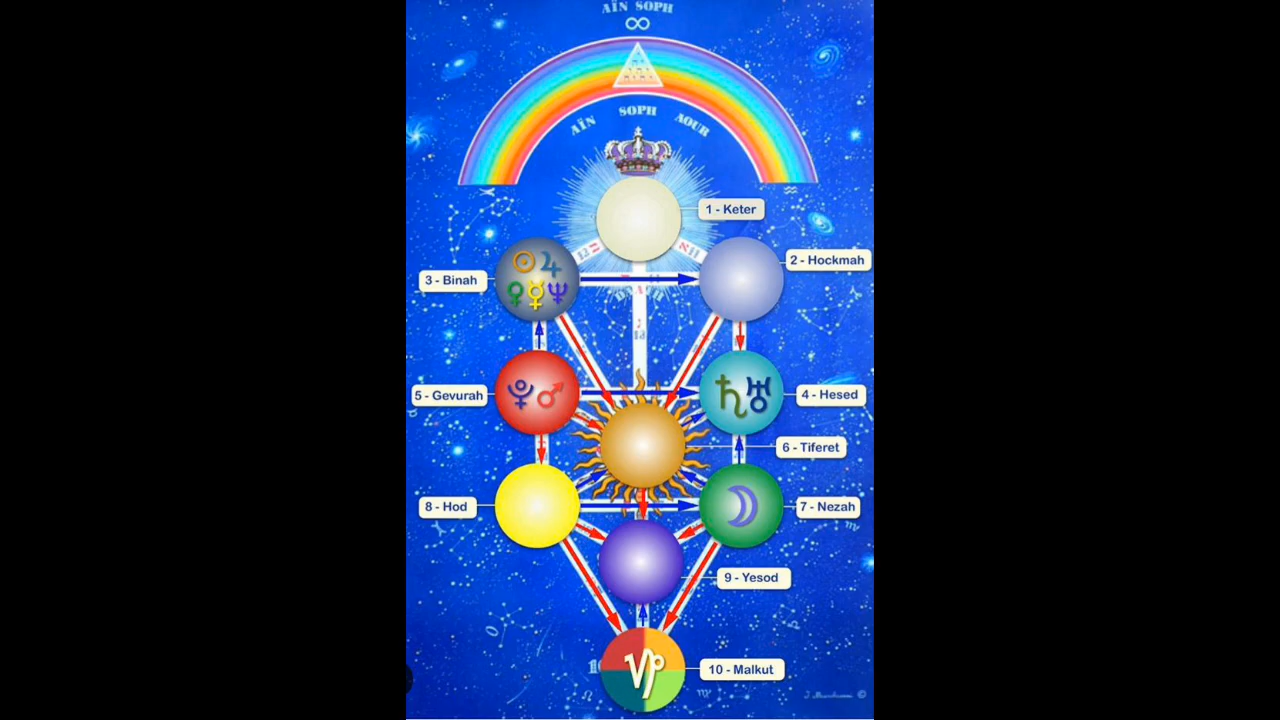 AÏN SOPH
∞
AÏN SOPH AOUR
1 - Keter
2 - Hockmah
3 - Binah
5 - Gevurah
4 - Hesed
6 - Tiferet
8 - Hod
7 - Nezah
9 - Yesod
10 - Malkut